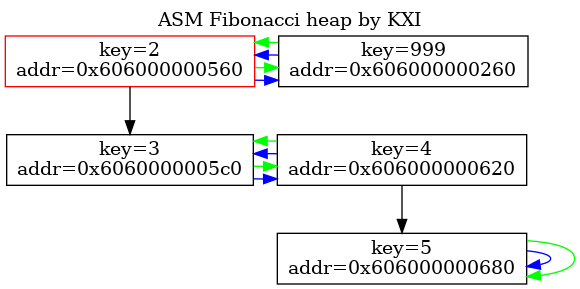 ASM Fibonacci heap by KXI
key=2
addr=0x606000000560
key=999
addr=0x606000000260
key=3
addr=0x6060000005c0
key=4
addr=0x606000000620
key=5
addr=0x606000000680